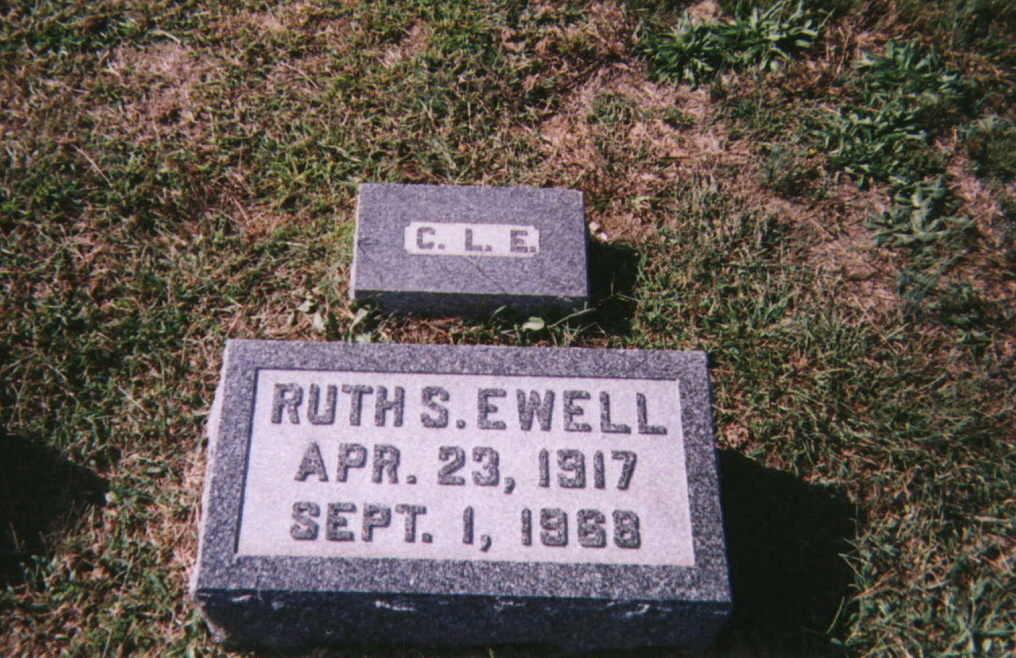 C. L. E.
RUTH S. EWELL
APR. 23, 1917
SEPT. 1, 1968